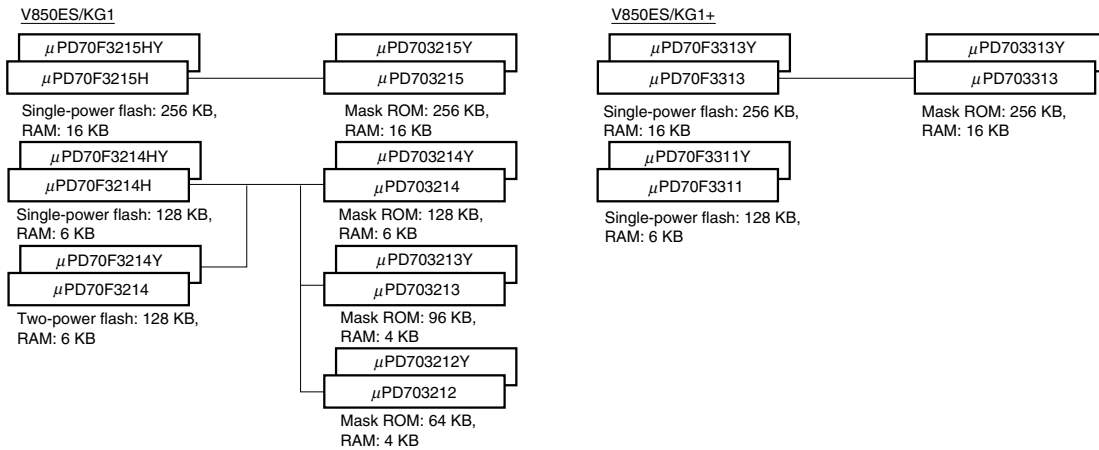 V850ES/KG1
μPD70F3215HY
μPD70F3215H
Single-power flash: 256 KB,
RAM: 16 KB
μPD703215Y
μPD703215
Mask ROM: 256 KB,
RAM: 16 KB
μPD70F3214HY
μPD70F3214H
Single-power flash: 128 KB,
RAM: 6 KB
μPD703214Y
μPD703214
Mask ROM: 128 KB,
RAM: 6 KB
μPD70F3214Y
μPD70F3214
Two-power flash: 128 KB,
RAM: 6 KB
μPD703213Y
μPD703213
Mask ROM: 96 KB,
RAM: 4 KB
μPD703212Y
μPD703212
Mask ROM: 64 KB,
RAM: 4 KB
V850ES/KG1+
μPD70F3313Y
μPD70F3313
Single-power flash: 256 KB,
RAM: 16 KB
μPD703313Y
μPD703313
Mask ROM: 256 KB,
RAM: 16 KB
μPD70F3311Y
μPD70F3311
Single-power flash: 128 KB,
RAM: 6 KB